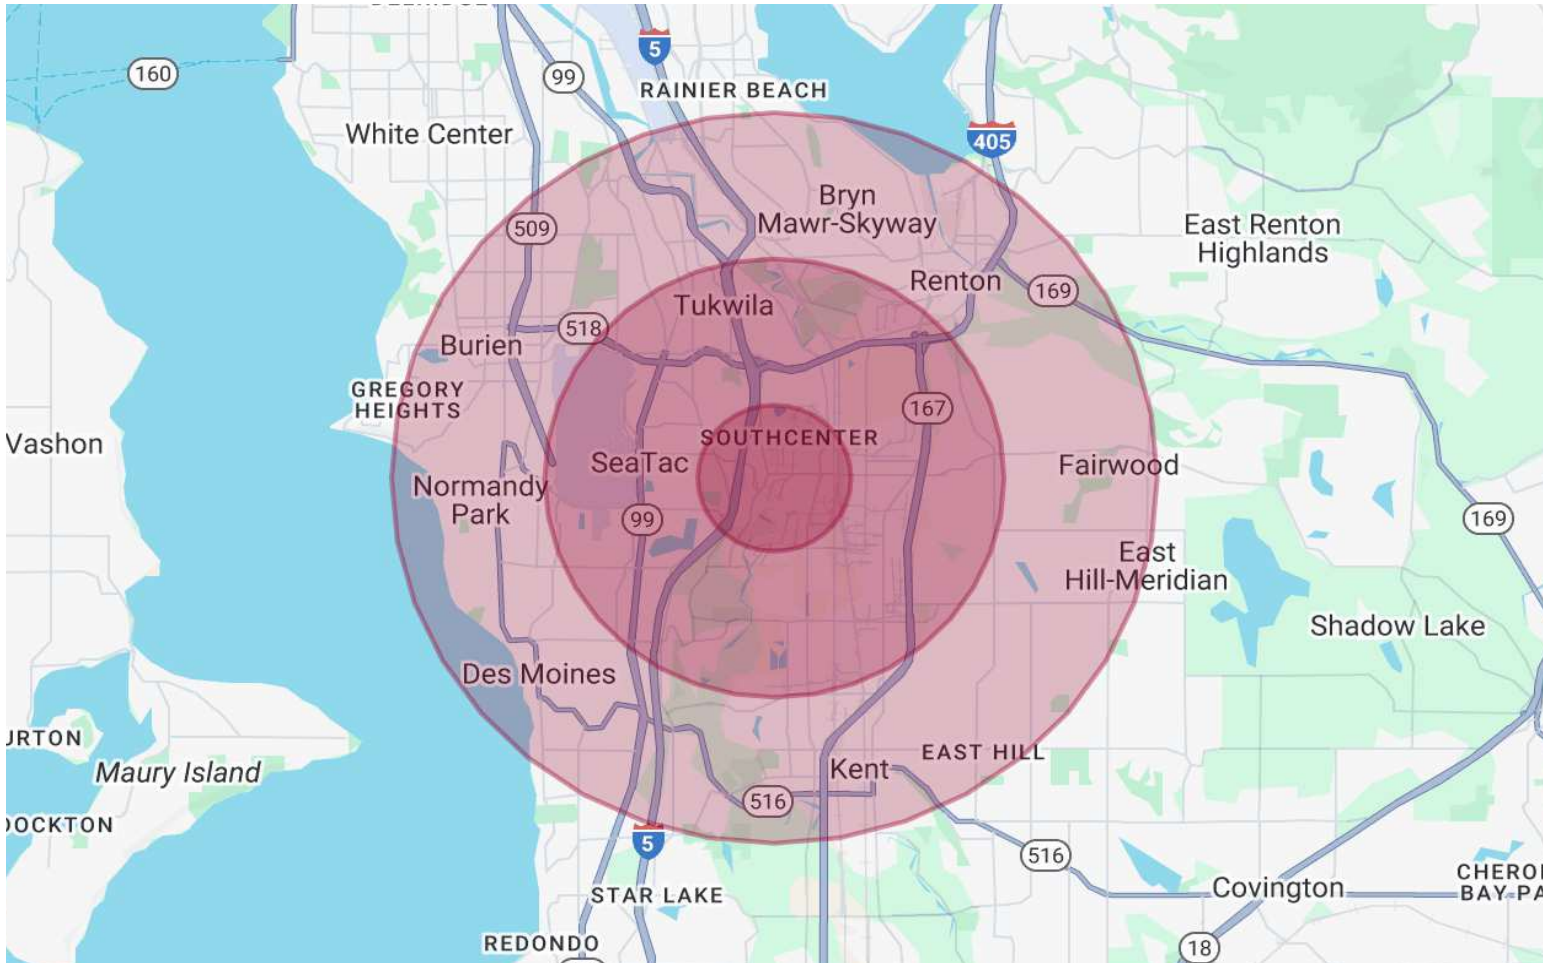 160
99
5
RAINIER BEACH
White Center
405
Bryn
Mawr-Skyway
509
East Renton
Highlands
Renton
169
Tukwila
518
Burien
GREGORY
HEIGHTS
167
SOUTHCENTER
Vashon
SeaTac
Fairwood
Normandy
Park
99
169
East
Hill-Meridian
Shadow Lake
Des Moines
URTON
EAST HILL
Maury Island
Kent
516
DOCKTON
5
516
STAR LAKE
Covington
CHEROK
BAY PA
REDONDO
18